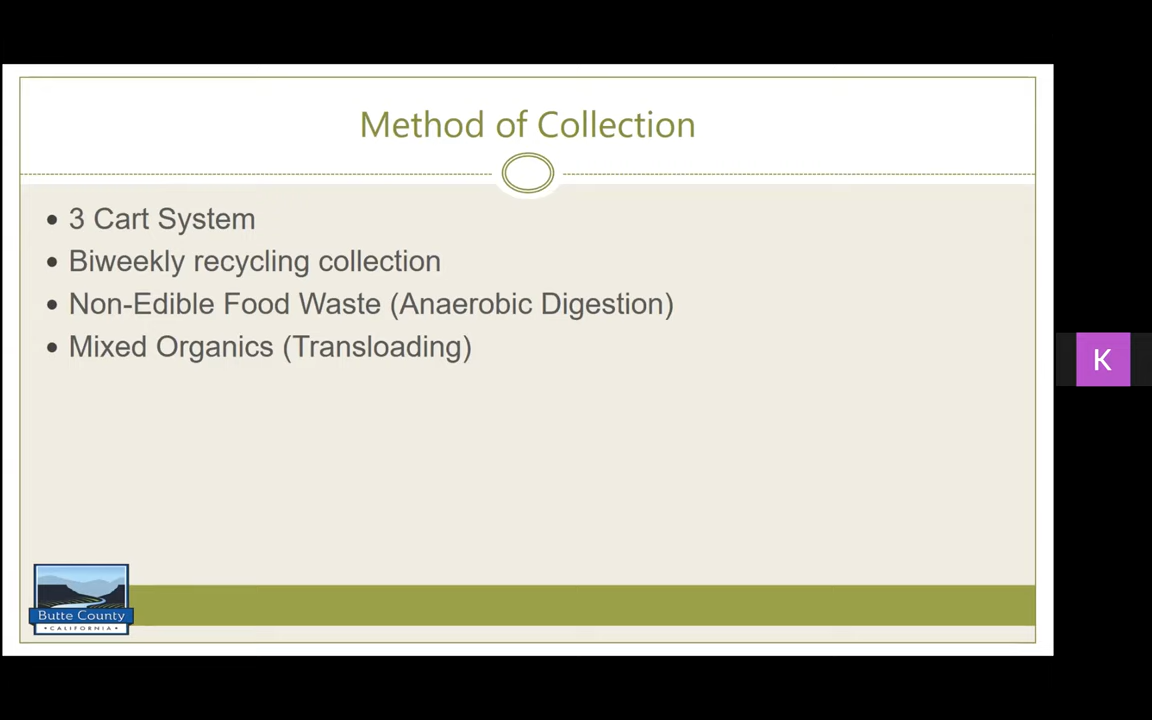 Method of Collection
• 3 Cart System
• Biweekly recycling collection
• Non-Edible Food Waste (Anaerobic Digestion)
• Mixed Organics (Transloading)
K
Butte County
• CALIFORNIA •